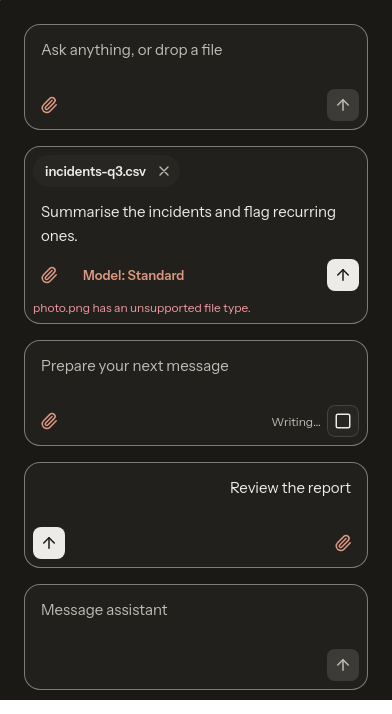 Ask anything, or drop a file
incidents-q3.csv
Summarise the incidents and flag recurring
ones.
Model: Standard
photo.png has an unsupported file type.
Prepare your next message
Writing...
Review the report
Message assistant